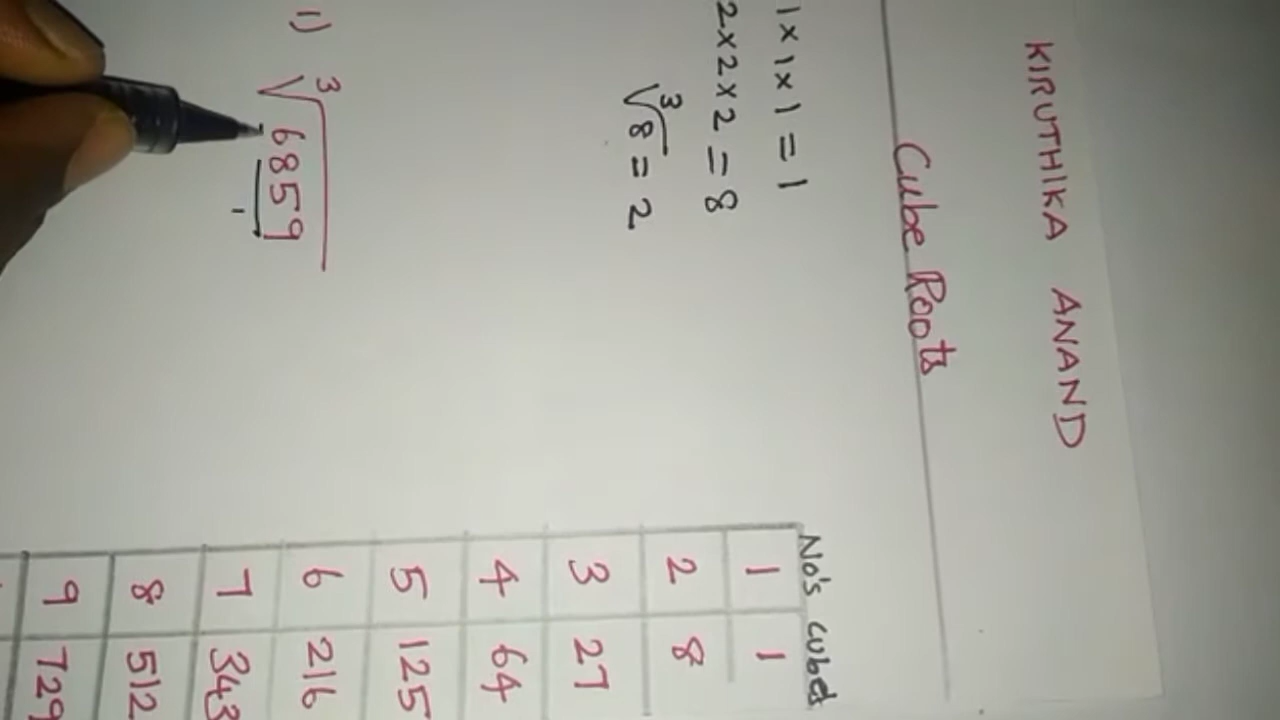 KIRUTHIKA ANAND
Cube Roots
1 × 1 × 1 = 1
2 × 2 × 2 = 8
∛8 = 2
1) ∛6859
1
No's cubed
1 1
2 8
3 27
4 64
5 125
6 216
7 343
8 512
9 729